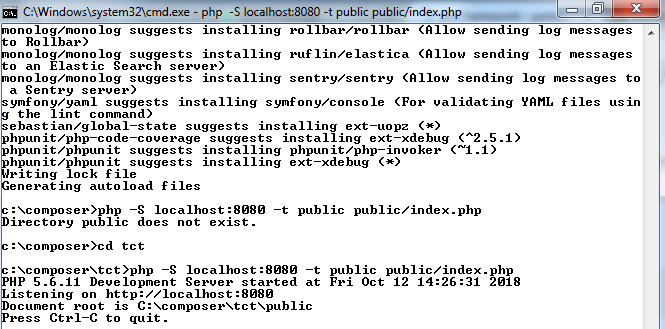 C:\Windows\system32\cmd.exe - php  -S localhost:8080 -t public public/index.php
monolog/monolog suggests installing rollbar/rollbar (Allow sending log messages
to Rollbar)
monolog/monolog suggests installing ruflin/elastica (Allow sending log messages
to an Elastic Search server)
monolog/monolog suggests installing sentry/sentry (Allow sending log messages to
 a Sentry server)
symfony/yaml suggests installing symfony/console (For validating YAML files usin
g the lint command)
sebastian/global-state suggests installing ext-uopz (*)
phpunit/php-code-coverage suggests installing ext-xdebug (^2.5.1)
phpunit/phpunit suggests installing phpunit/php-invoker (~1.1)
phpunit/phpunit suggests installing ext-xdebug (*)
Writing lock file
Generating autoload files
c:\composer>php -S localhost:8080 -t public public/index.php
Directory public does not exist.
c:\composer>cd tct
c:\composer\tct>php -S localhost:8080 -t public public/index.php
PHP 5.6.11 Development Server started at Fri Oct 12 14:26:31 2018
Listening on http://localhost:8080
Document root is C:\composer\tct\public
Press Ctrl-C to quit.